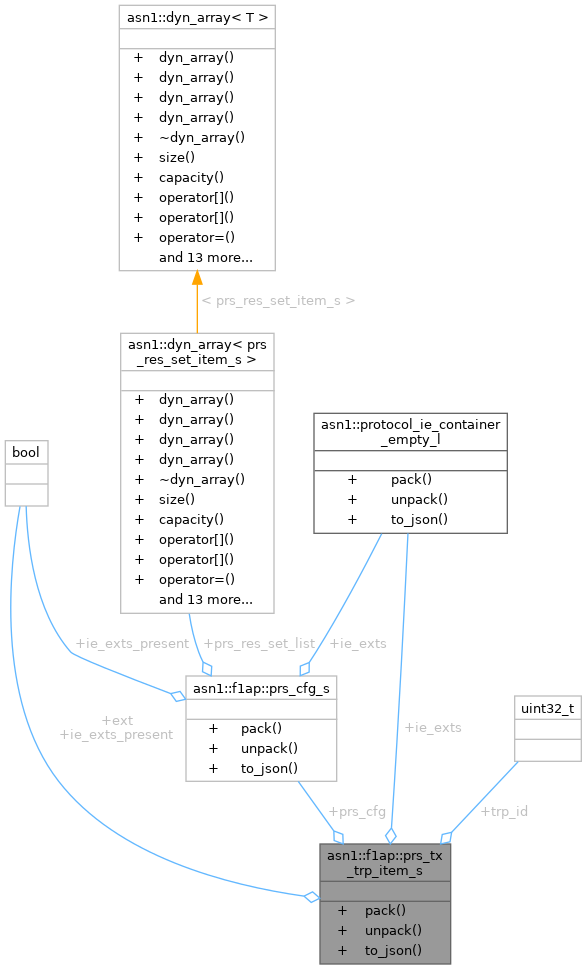 asn1::dyn_array< T >
+ dyn_array()
+ dyn_array()
+ dyn_array()
+ dyn_array()
+ ~dyn_array()
+ size()
+ capacity()
+ operator[]()
+ operator[]()
+ operator=()
and 13 more...
< prs_res_set_item_s >
asn1::dyn_array< prs
_res_set_item_s >
+ dyn_array()
+ dyn_array()
+ dyn_array()
+ dyn_array()
+ ~dyn_array()
+ size()
+ capacity()
+ operator[]()
+ operator[]()
+ operator=()
and 13 more...
asn1::protocol_ie_container
_empty_l
+ pack()
+ unpack()
+ to_json()
bool
+ie_exts_present
+prs_res_set_list
+ie_exts
asn1::f1ap::prs_cfg_s
+ pack()
+ unpack()
+ to_json()
uint32_t
+ext
+ie_exts_present
+ie_exts
+prs_cfg
+trp_id
asn1::f1ap::prs_tx
_trp_item_s
+ pack()
+ unpack()
+ to_json()